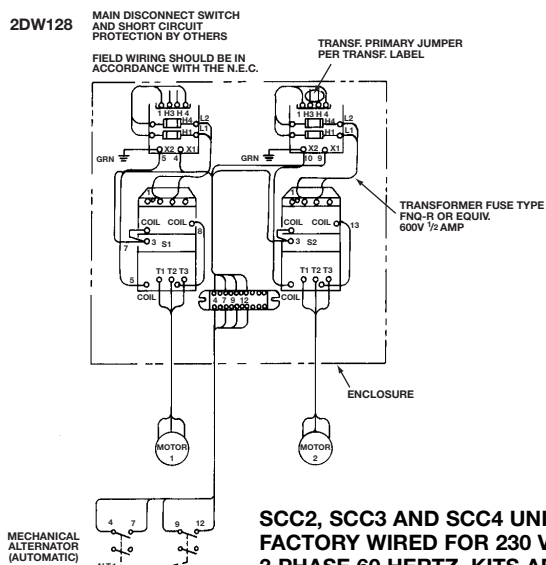 2DW128
MAIN DISCONNECT SWITCH
AND SHORT CIRCUIT
PROTECTION BY OTHERS
FIELD WIRING SHOULD BE IN
ACCORDANCE WITH THE N.E.C.
TRANSF. PRIMARY JUMPER
PER TRANSF. LABEL
1 H3 H 4
H4
L2
H1
L1
GRN
X2 X1
5 4
1 H3 H 4
H4
L2
H1
L1
GRN
X2 X1
10 9
TRANSFORMER FUSE TYPE
FNQ-R OR EQUIV.
600V 1/2 AMP
1
COIL COIL
8
3 S1
7
5
T1 T2 T3
COIL
1
COIL COIL
13
3 S2
T1 T2 T3
COIL
4 7 9 12
ENCLOSURE
MOTOR
1
MOTOR
2
4 7 9 12
MECHANICAL
ALTERNATOR
(AUTOMATIC)
SCC2, SCC3 AND SCC4 UNI
FACTORY WIRED FOR 230 V